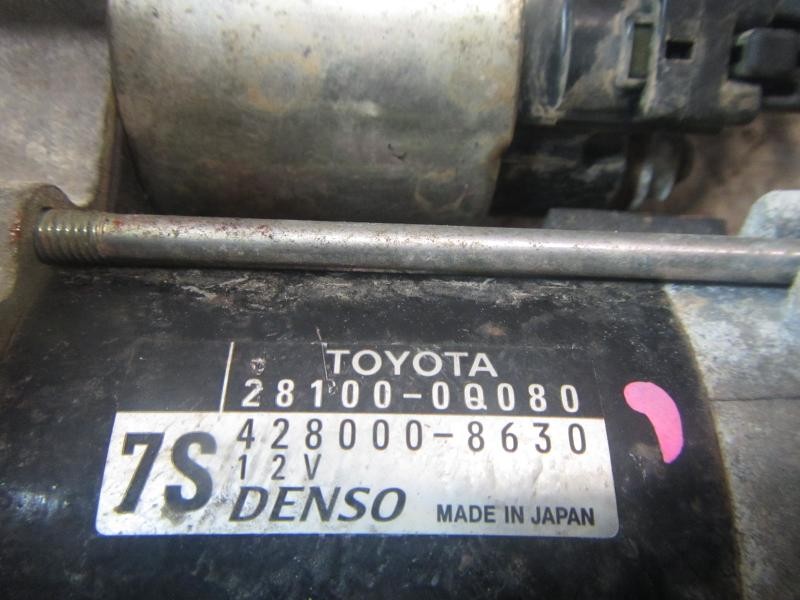 TOYOTA
28100-0Q080
7S 428000-8630
12V
DENSO MADE IN JAPAN